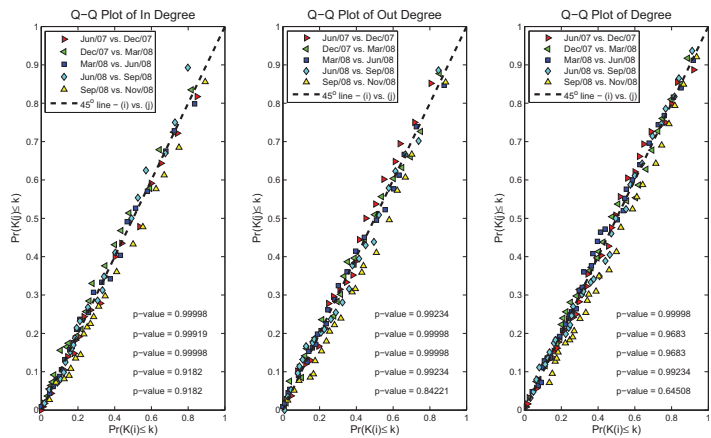 Q−Q Plot of In Degree
Jun/07 vs. Dec/07
Dec/07 vs. Mar/08
Mar/08 vs. Jun/08
Jun/08 vs. Sep/08
Sep/08 vs. Nov/08
45° line − (i) vs. (j)
Pr(K(j)≤ k)
1
0.9
0.8
0.7
0.6
0.5
0.4
0.3
0.2
0.1
0
p−value = 0.99998
p−value = 0.99919
p−value = 0.99998
p−value = 0.9182
p−value = 0.9182
0 0.2 0.4 0.6 0.8 1
Pr(K(i)≤ k)
Q−Q Plot of Out Degree
Jun/07 vs. Dec/07
Dec/07 vs. Mar/08
Mar/08 vs. Jun/08
Jun/08 vs. Sep/08
Sep/08 vs. Nov/08
45° line − (i) vs. (j)
Pr(K(j)≤ k)
1
0.9
0.8
0.7
0.6
0.5
0.4
0.3
0.2
0.1
0
p−value = 0.99234
p−value = 0.99998
p−value = 0.99998
p−value = 0.99234
p−value = 0.84221
0 0.2 0.4 0.6 0.8 1
Pr(K(i)≤ k)
Q−Q Plot of Degree
Jun/07 vs. Dec/07
Dec/07 vs. Mar/08
Mar/08 vs. Jun/08
Jun/08 vs. Sep/08
Sep/08 vs. Nov/08
45° line − (i) vs. (j)
Pr(K(j)≤ k)
1
0.9
0.8
0.7
0.6
0.5
0.4
0.3
0.2
0.1
0
p−value = 0.99998
p−value = 0.9683
p−value = 0.9683
p−value = 0.99234
p−value = 0.64508
0 0.2 0.4 0.6 0.8 1
Pr(K(i)≤ k)